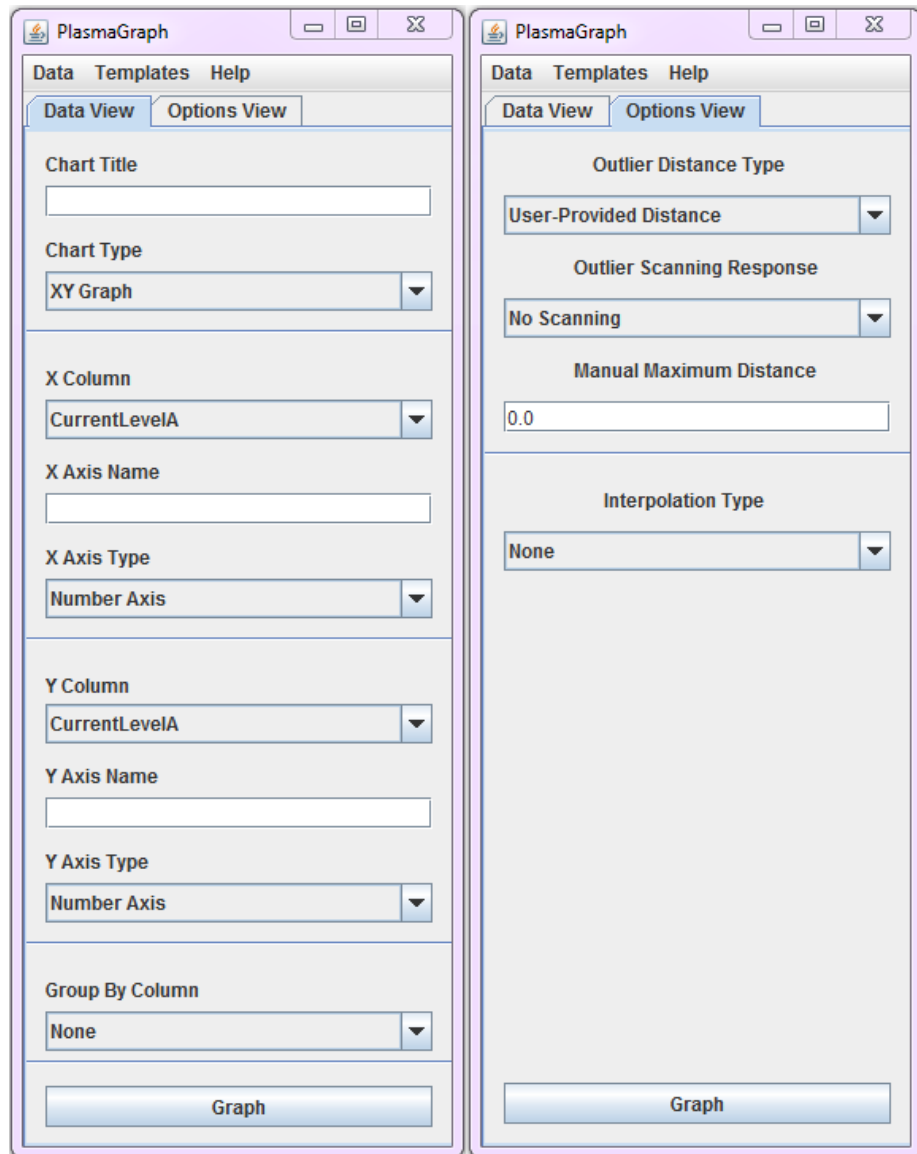 PlasmaGraph
Data Templates Help
Data View Options View
Chart Title
Chart Type
XY Graph
X Column
CurrentLevelA
X Axis Name
X Axis Type
Number Axis
Y Column
CurrentLevelA
Y Axis Name
Y Axis Type
Number Axis
Group By Column
None
Graph
PlasmaGraph
Data Templates Help
Data View Options View
Outlier Distance Type
User-Provided Distance
Outlier Scanning Response
No Scanning
Manual Maximum Distance
0.0
Interpolation Type
None
Graph